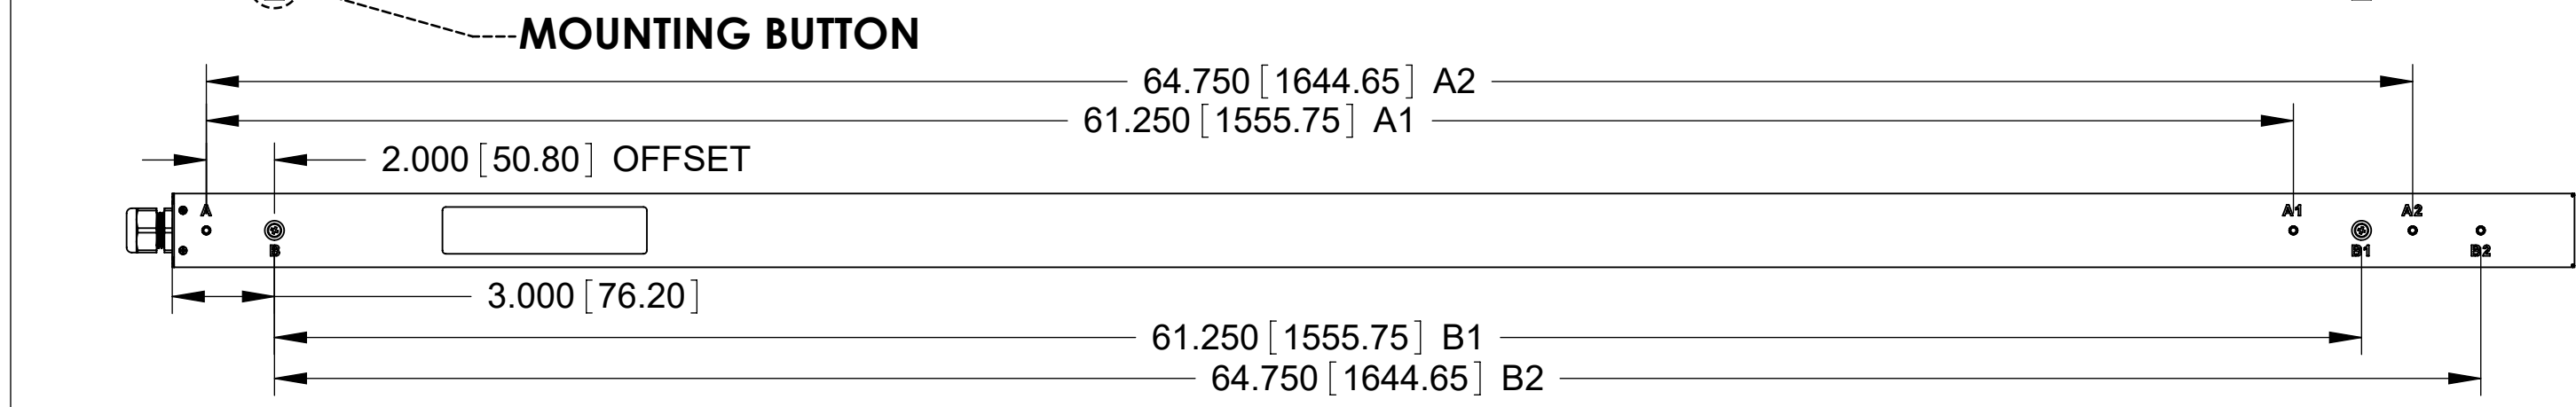 MOUNTING BUTTON
64.750 [1644.65] A2
61.250 [1555.75] A1
2.000 [50.80] OFFSET
A A1 A2
B B1 B2
3.000 [76.20]
61.250 [1555.75] B1
64.750 [1644.65] B2